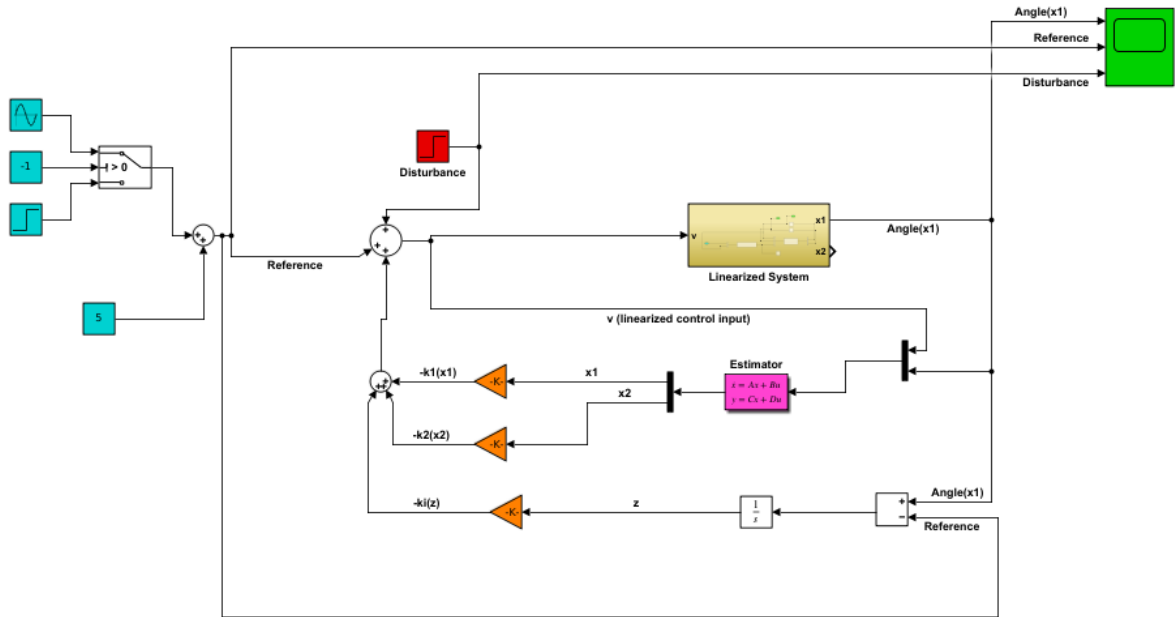 Angle(x1)
Reference
Disturbance
-1
> 0
Disturbance
+
+
+
+
+
Reference
v
x1
x2
Angle(x1)
Linearized System
5
v (linearized control input)
Estimator
ẋ = Ax + Bu
y = Cx + Du
-k1(x1)
-K-
x1
x2
+
++
-k2(x2)
-K-
-ki(z)
-K-
z
1
s
+
−
Angle(x1)
Reference